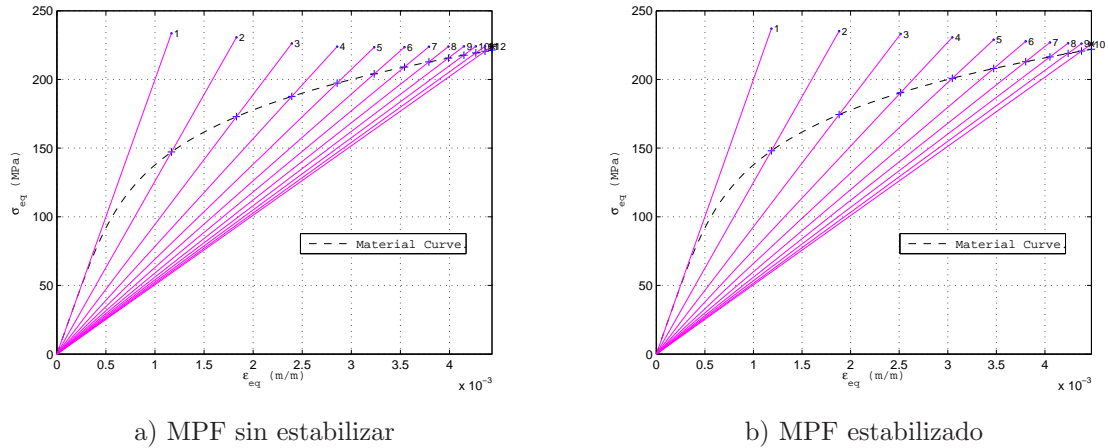 250
200
150
100
50
0
σeq (MPa)
0 0.5 1 1.5 2 2.5 3 3.5 4
εeq (m/m)
x 10⁻³
1 2 3 4 5 6 7 8 9 10 12
Material Curve.
a) MPF sin estabilizar
250
200
150
100
50
0
σeq (MPa)
0 0.5 1 1.5 2 2.5 3 3.5 4
εeq (m/m)
x 10⁻³
1 2 3 4 5 6 7 8 9 10
Material Curve.
b) MPF estabilizado